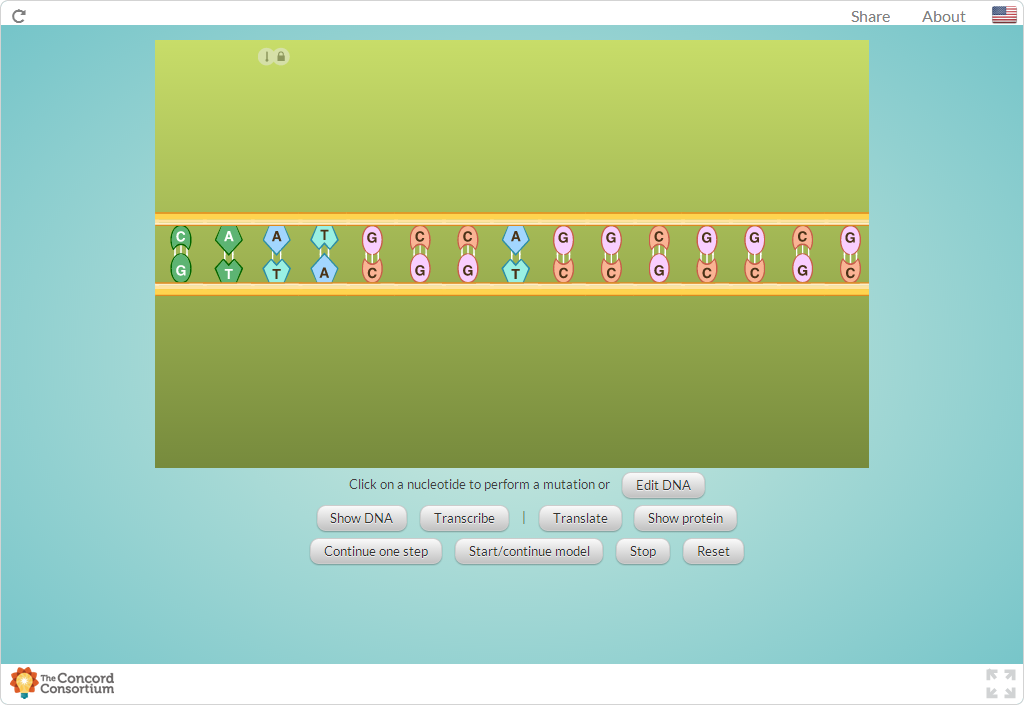 Share About
C A A T G C C A G G C G G C G
G T T A C G G T C C G C C G C
Click on a nucleotide to perform a mutation or Edit DNA
Show DNA Transcribe | Translate Show protein
Continue one step Start/continue model Stop Reset
The Concord
Consortium